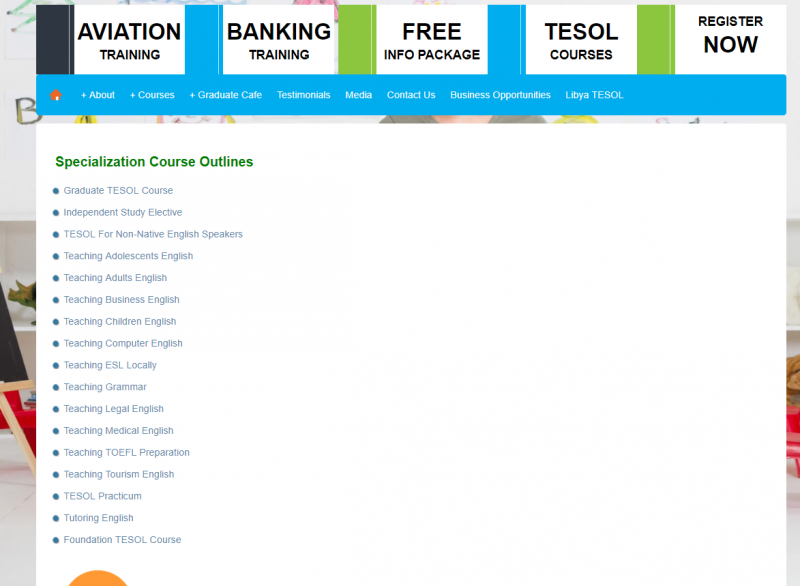 AVIATION
TRAINING
BANKING
TRAINING
FREE
INFO PACKAGE
TESOL
COURSES
REGISTER
NOW
+ About + Courses + Graduate Cafe Testimonials Media Contact Us Business Opportunities Libya TESOL
B
Specialization Course Outlines
Graduate TESOL Course
Independent Study Elective
TESOL For Non-Native English Speakers
Teaching Adolescents English
Teaching Adults English
Teaching Business English
Teaching Children English
Teaching Computer English
Teaching ESL Locally
Teaching Grammar
Teaching Legal English
Teaching Medical English
Teaching TOEFL Preparation
Teaching Tourism English
TESOL Practicum
Tutoring English
Foundation TESOL Course